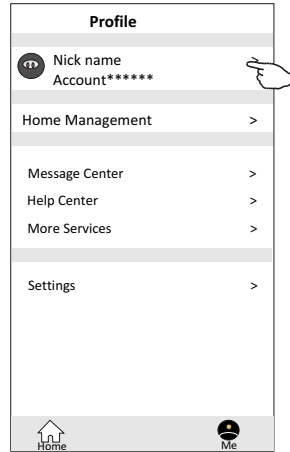 Profile
Nick name
Account******
Home Management >
Message Center >
Help Center >
More Services >
Settings >
Home
Me